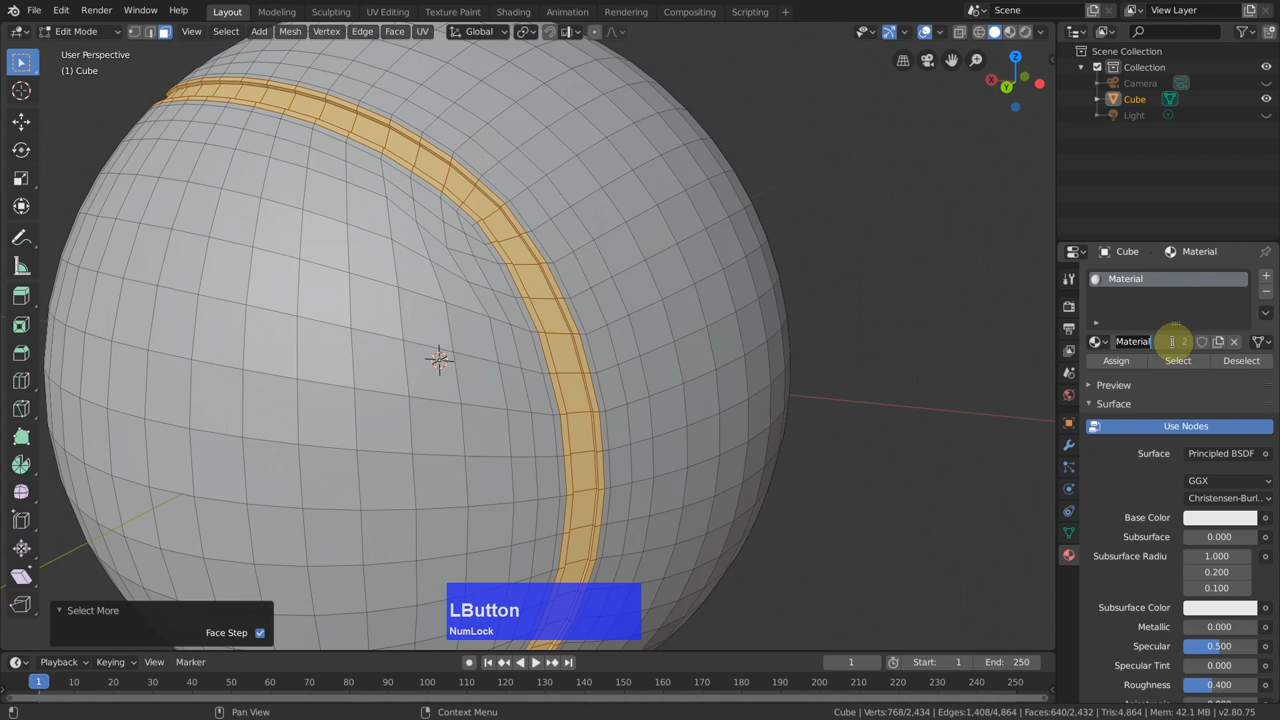 File Edit Render Window Help Layout Modeling Sculpting UV Editing Texture Paint Shading Animation Rendering Compositing Scripting + Scene View Layer
Edit Mode View Select Add Mesh Vertex Edge Face UV Global
User Perspective
(1) Cube
Scene Collection
Collection
Camera
Cube
Light
Z
X
Y
Cube Material
Material
Material 2
Assign Select Deselect
Preview
Surface
Use Nodes
Surface Principled BSDF
GGX
Christensen-Burl..
Base Color
Subsurface 0.000
Subsurface Radiu 1.000
0.200
0.100
Subsurface Color
Metallic 0.000
Specular 0.500
Specular Tint 0.000
Roughness 0.400
Select More
Face Step
LButton
NumLock
Playback Keying View Marker 1 Start: 1 End: 250
1 10 20 30 40 50 60 70 80 90 100 110 120 130 140 150 160 170 180 190 200 210 220 230 240 250
Pan View Context Menu Cube | Verts:768/2,434 | Edges:1,408/4,864 | Faces:640/2,432 | Tris:4,864 | Mem: 42.1 MB | v2.80.75